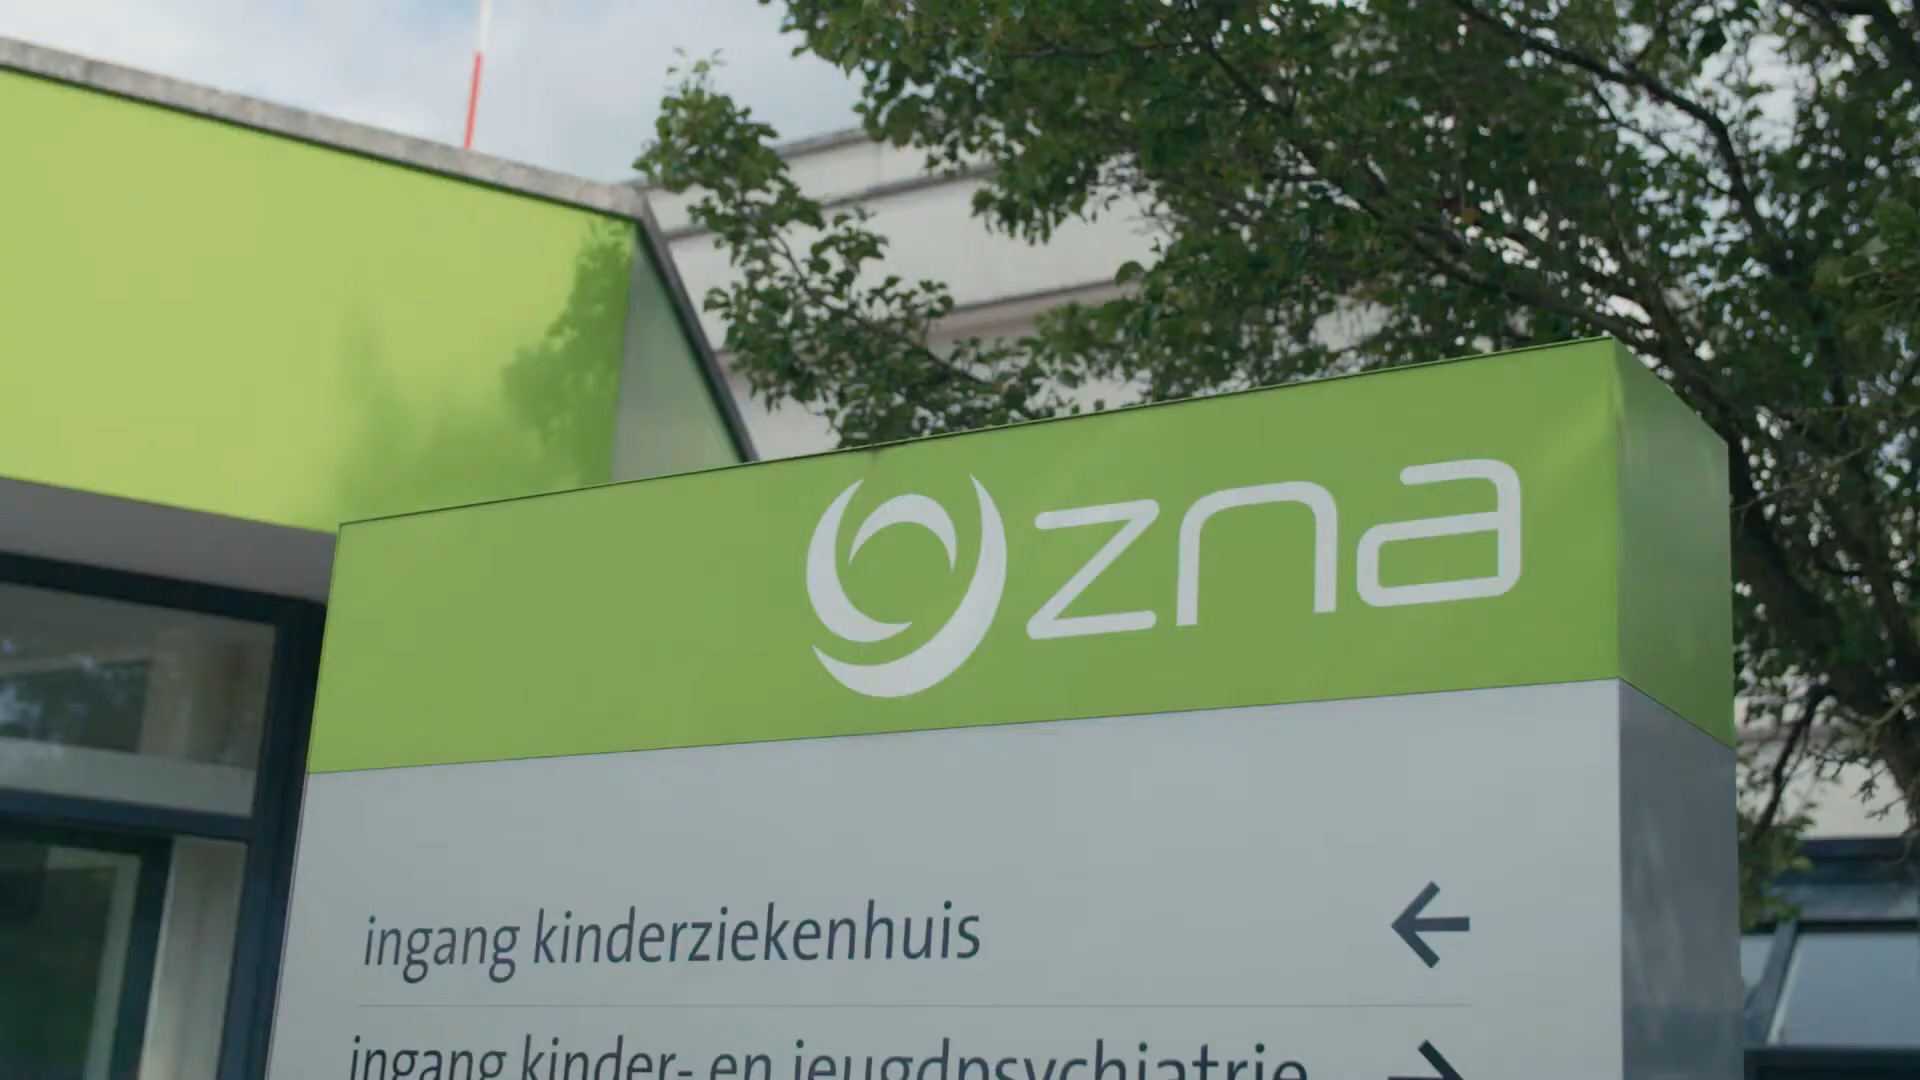 zna
ingang kinderziekenhuis
ingang kinder- en jeugdpsychiatrie